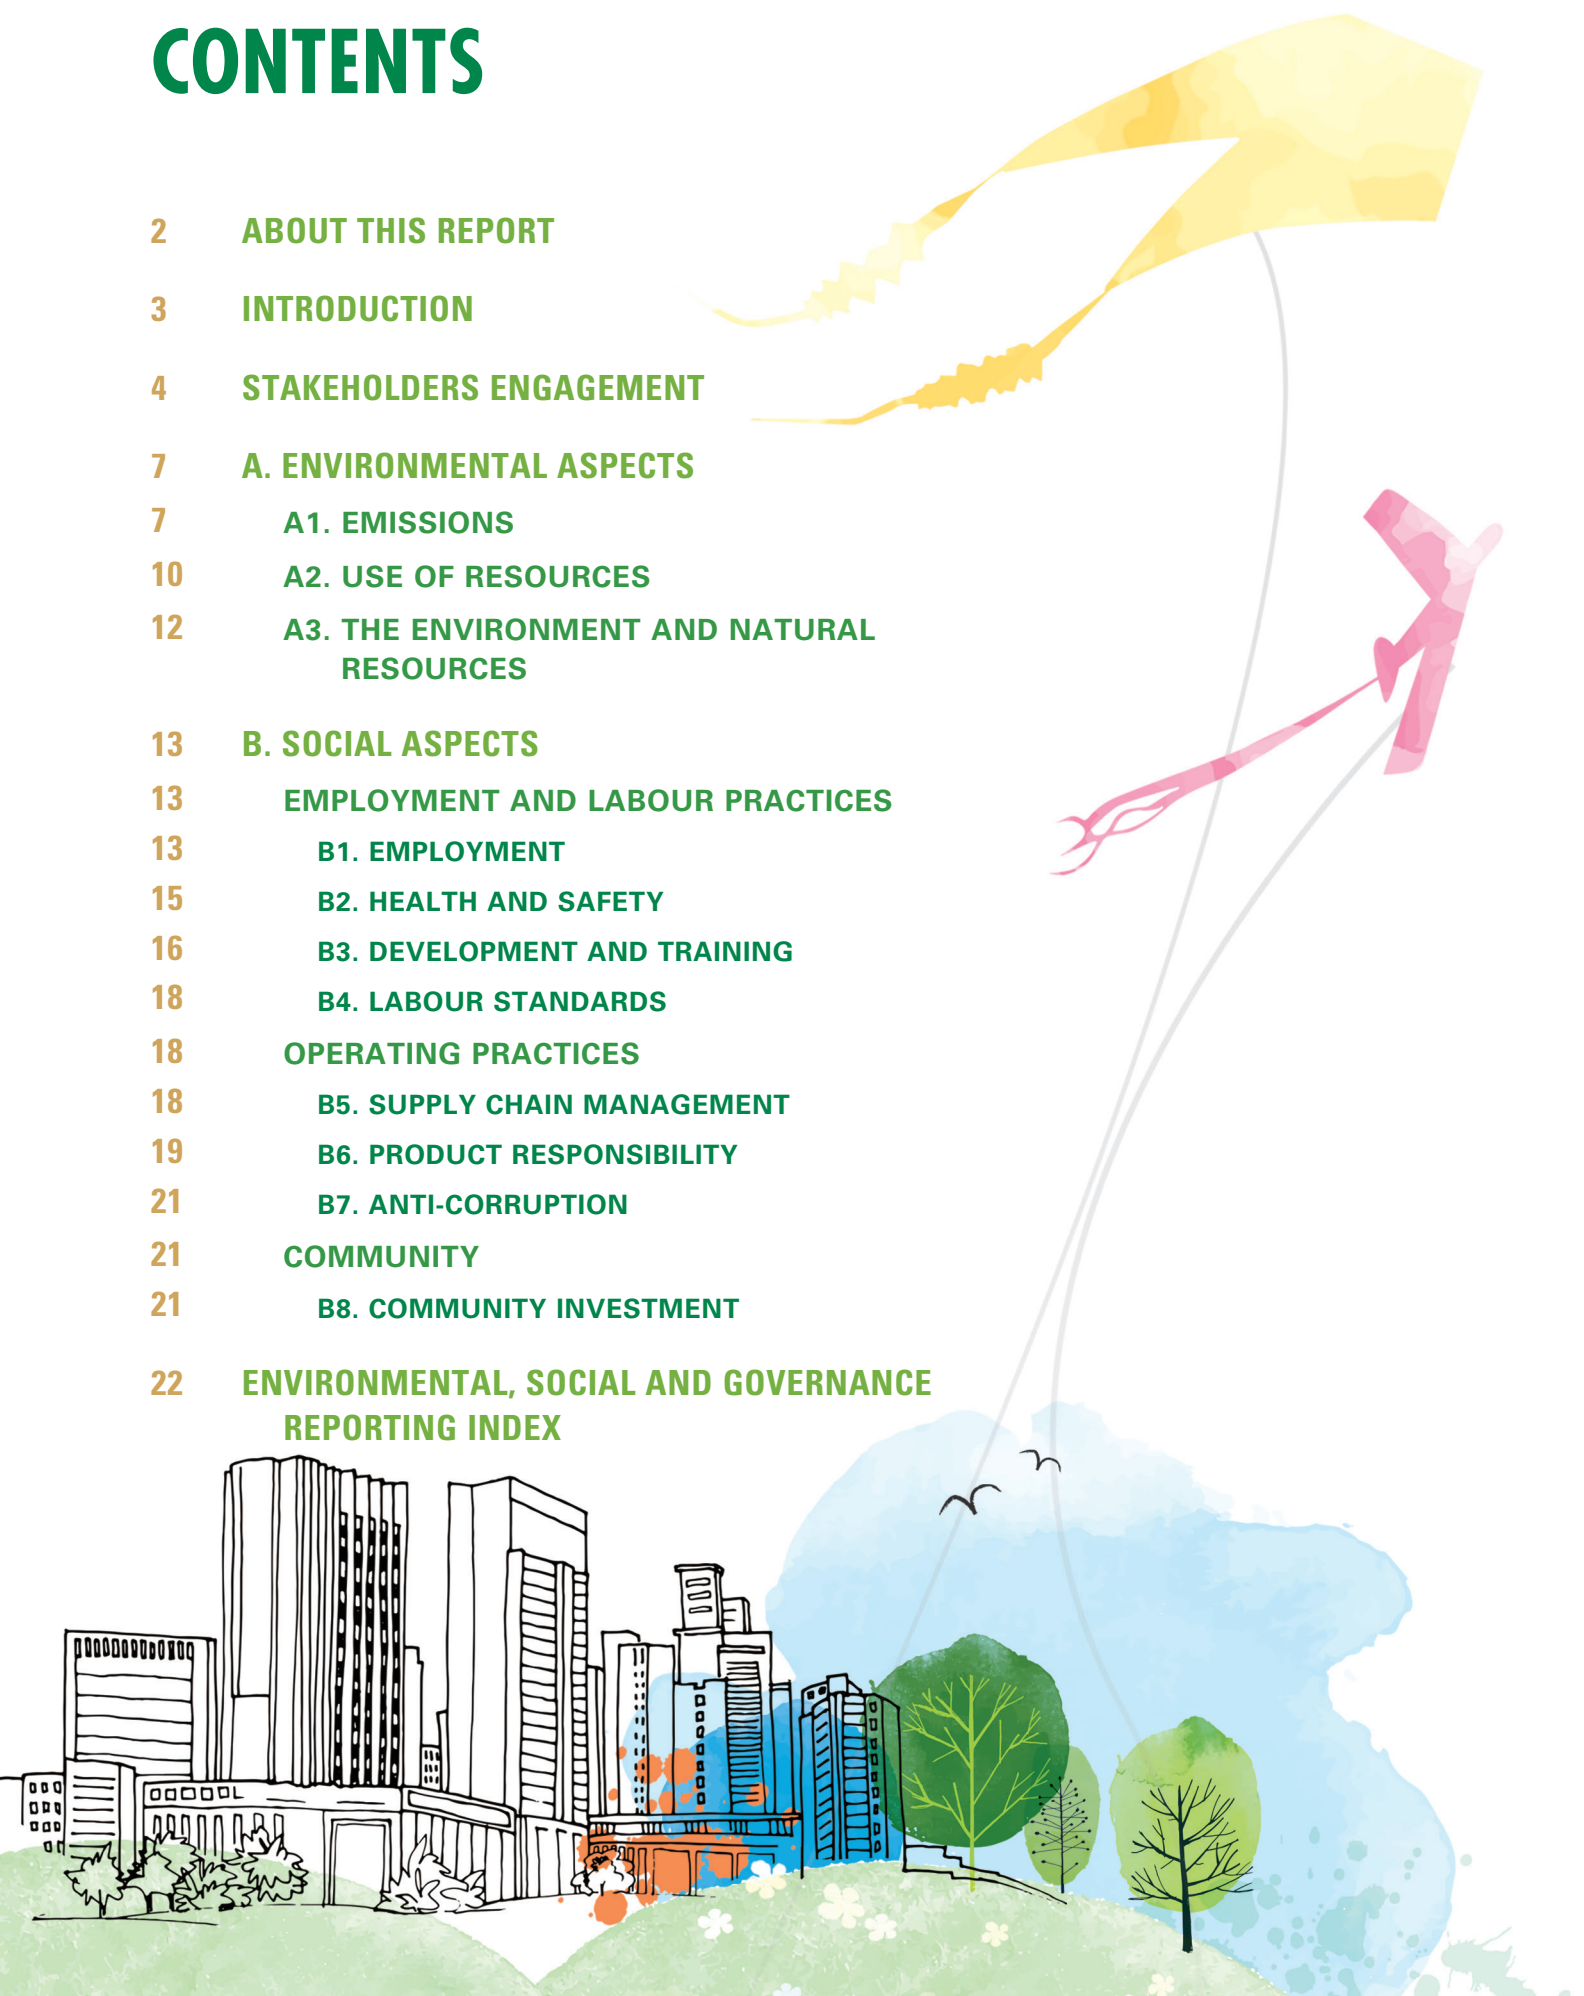 CONTENTS
2 ABOUT THIS REPORT
3 INTRODUCTION
4 STAKEHOLDERS ENGAGEMENT
7 A. ENVIRONMENTAL ASPECTS
7 A1. EMISSIONS
10 A2. USE OF RESOURCES
12 A3. THE ENVIRONMENT AND NATURAL
RESOURCES
13 B. SOCIAL ASPECTS
13 EMPLOYMENT AND LABOUR PRACTICES
13 B1. EMPLOYMENT
15 B2. HEALTH AND SAFETY
16 B3. DEVELOPMENT AND TRAINING
18 B4. LABOUR STANDARDS
18 OPERATING PRACTICES
18 B5. SUPPLY CHAIN MANAGEMENT
19 B6. PRODUCT RESPONSIBILITY
21 B7. ANTI-CORRUPTION
21 COMMUNITY
21 B8. COMMUNITY INVESTMENT
22 ENVIRONMENTAL, SOCIAL AND GOVERNANCE
REPORTING INDEX